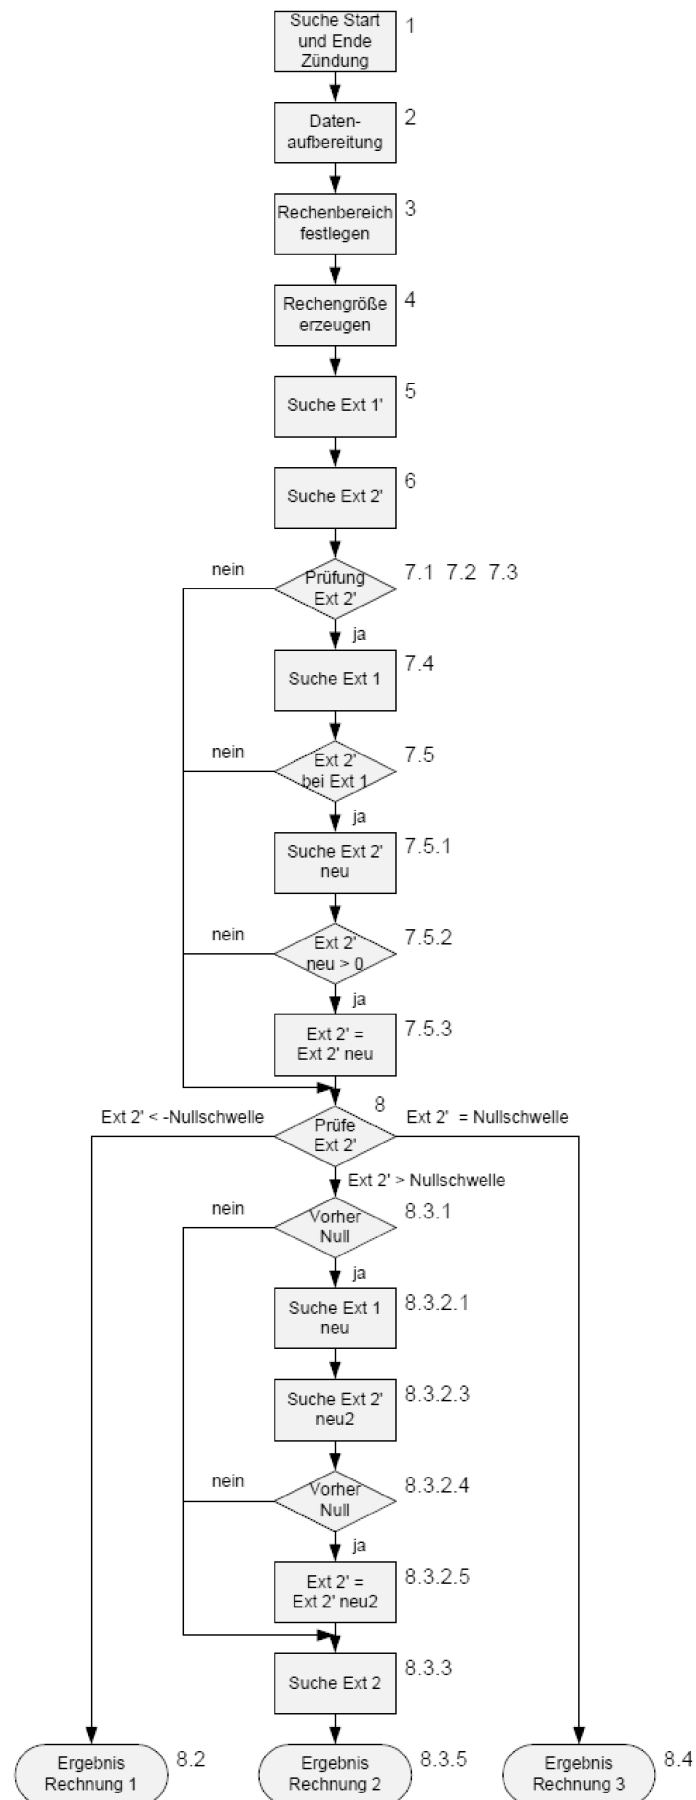 Suche Start
und Ende
Zündung
1
Daten-
aufbereitung
2
Rechenbereich
festlegen
3
Rechengröße
erzeugen
4
Suche Ext 1'
5
Suche Ext 2'
6
nein
Prüfung
Ext 2'
7.1 7.2 7.3
ja
Suche Ext 1
7.4
nein
Ext 2'
bei Ext 1
7.5
ja
Suche Ext 2'
neu
7.5.1
nein
Ext 2'
neu > 0
7.5.2
ja
Ext 2' =
Ext 2' neu
7.5.3
Ext 2' < -Nullschwelle
Prüfe
Ext 2'
8
Ext 2' = Nullschwelle
Ext 2' > Nullschwelle
nein
Vorher
Null
8.3.1
ja
Suche Ext 1
neu
8.3.2.1
Suche Ext 2'
neu2
8.3.2.3
nein
Vorher
Null
8.3.2.4
ja
Ext 2' =
Ext 2' neu2
8.3.2.5
Suche Ext 2
8.3.3
Ergebnis
Rechnung 1
8.2
Ergebnis
Rechnung 2
8.3.5
Ergebnis
Rechnung 3
8.4